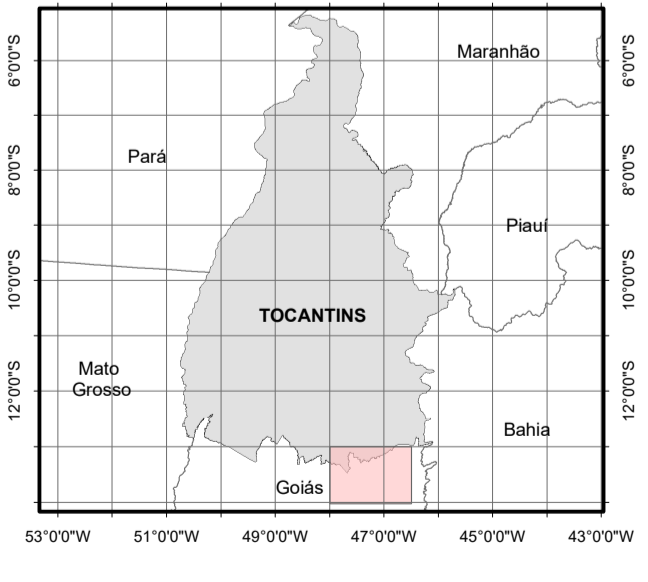 Maranhão
Pará
Piauí
TOCANTINS
Mato
Grosso
Bahia
Goiás
6°0'0"S
8°0'0"S
10°0'0"S
12°0'0"S
6°0'0"S
8°0'0"S
10°0'0"S
12°0'0"S
53°0'0"W
51°0'0"W
49°0'0"W
47°0'0"W
45°0'0"W
43°0'0"W